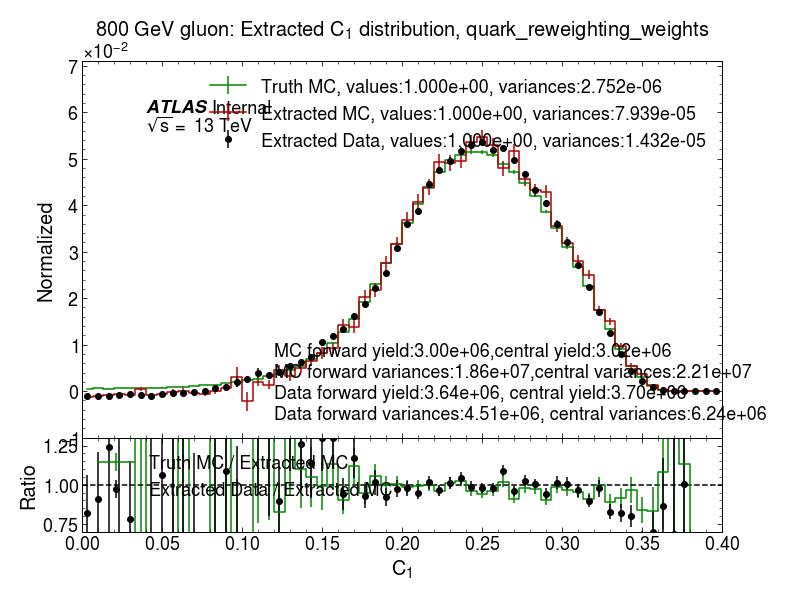 800 GeV gluon: Extracted C₁ distribution, quark_reweighting_weights
×10⁻²
7
6
5
4
3
2
1
0
−1
Normalized
ATLAS Internal
√s = 13 TeV
Truth MC, values:1.000e+00, variances:2.752e-06
Extracted MC, values:1.000e+00, variances:7.939e-05
Extracted Data, values:1.000e+00, variances:1.432e-05
MC forward yield:3.00e+06,central yield:3.02e+06
MC forward variances:1.86e+07,central variances:2.21e+07
Data forward yield:3.64e+06, central yield:3.70e+06
Data forward variances:4.51e+06, central variances:6.24e+06
1.25
1.00
0.75
Ratio
Truth MC / Extracted MC
Extracted Data / Extracted MC
0.00 0.05 0.10 0.15 0.20 0.25 0.30 0.35 0.40
C₁